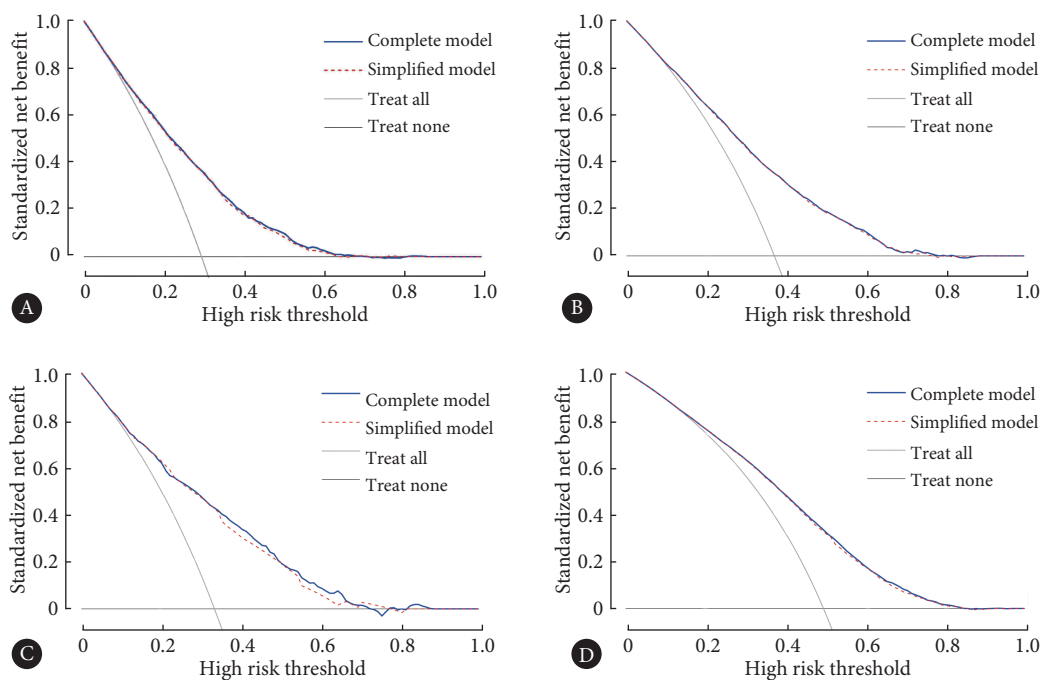 1.0
0.8
0.6
0.4
0.2
0
Standardized net benefit
Complete model
Simplified model
Treat all
Treat none
0 0.2 0.4 0.6 0.8 1.0
High risk threshold
A
1.0
0.8
0.6
0.4
0.2
0
Standardized net benefit
Complete model
Simplified model
Treat all
Treat none
0 0.2 0.4 0.6 0.8 1.0
High risk threshold
B
1.0
0.8
0.6
0.4
0.2
0
Standardized net benefit
Complete model
Simplified model
Treat all
Treat none
0 0.2 0.4 0.6 0.8 1.0
High risk threshold
C
1.0
0.8
0.6
0.4
0.2
0
Standardized net benefit
Complete model
Simplified model
Treat all
Treat none
0 0.2 0.4 0.6 0.8 1.0
High risk threshold
D